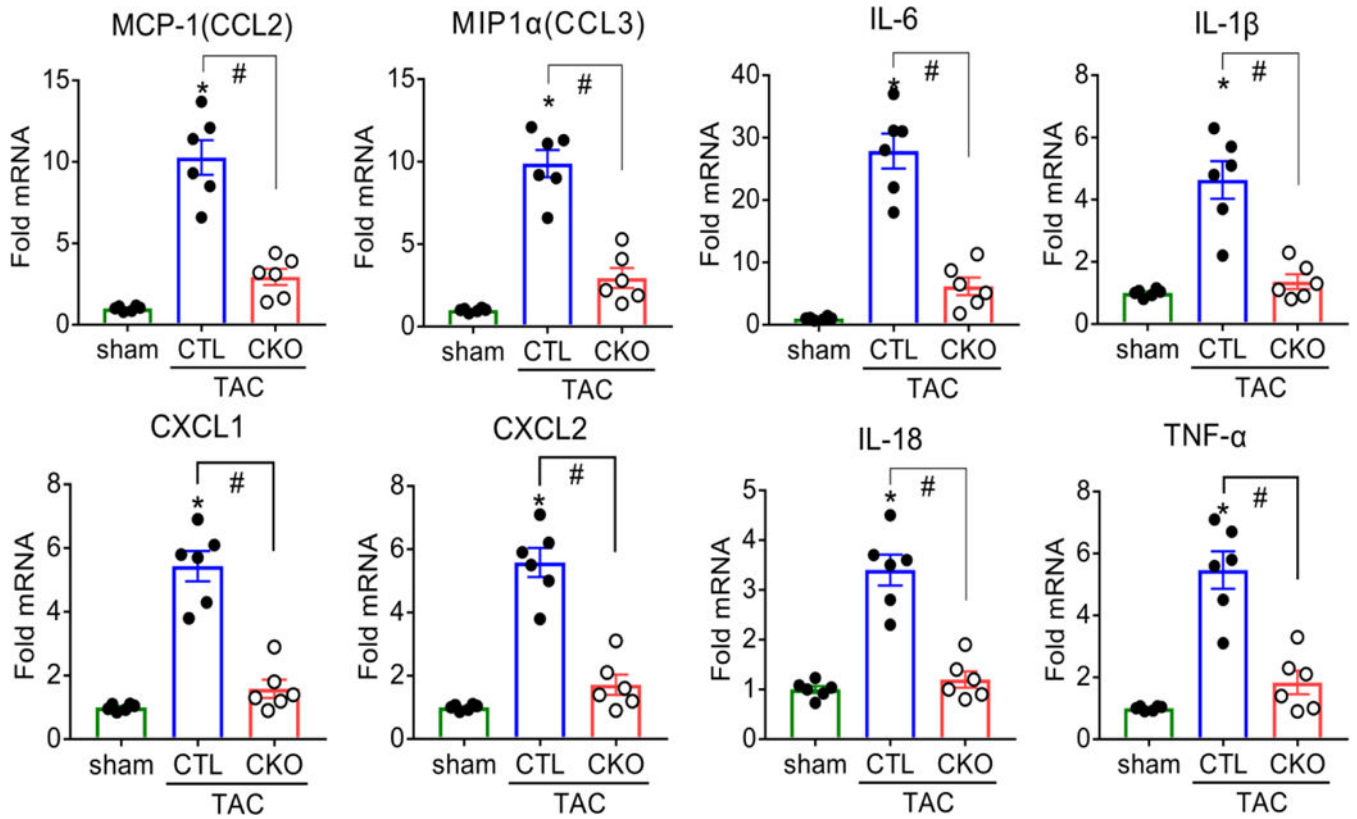 MCP-1(CCL2)
Fold mRNA
15
10
5
0
*
#
sham CTL CKO
TAC
MIP1α(CCL3)
Fold mRNA
15
10
5
0
*
#
sham CTL CKO
TAC
IL-6
Fold mRNA
40
30
20
10
0
*
#
sham CTL CKO
TAC
IL-1β
Fold mRNA
8
6
4
2
0
*
#
sham CTL CKO
TAC
CXCL1
Fold mRNA
8
6
4
2
0
*
#
sham CTL CKO
TAC
CXCL2
Fold mRNA
8
6
4
2
0
*
#
sham CTL CKO
TAC
IL-18
Fold mRNA
5
4
3
2
1
0
*
#
sham CTL CKO
TAC
TNF-α
Fold mRNA
8
6
4
2
0
*
#
sham CTL CKO
TAC